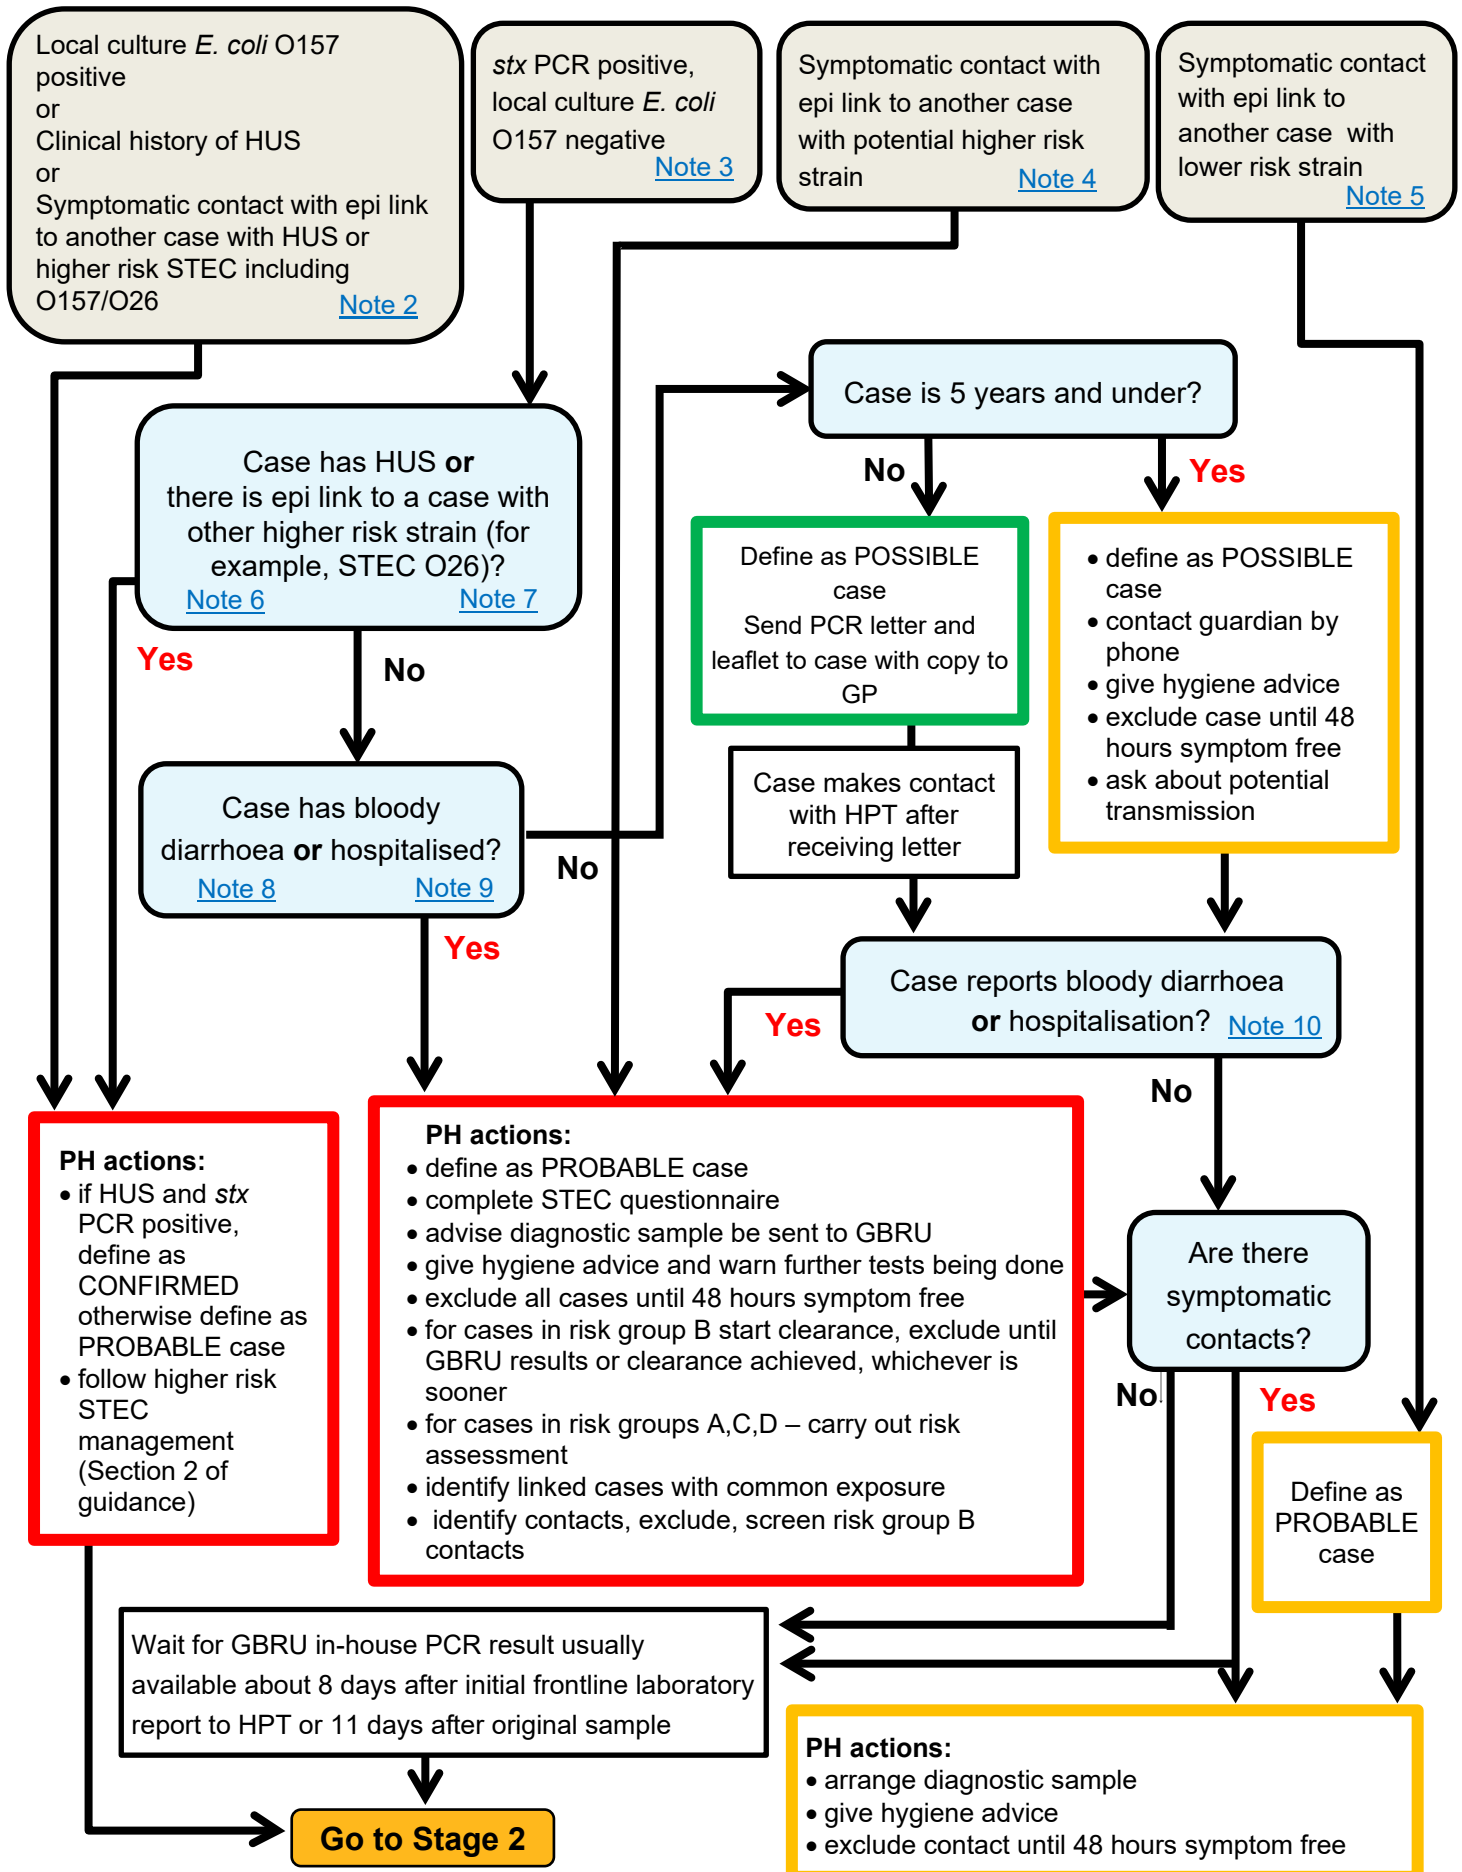 Local culture E. coli O157
positive
or
Clinical history of HUS
or
Symptomatic contact with epi link
to another case with HUS or
higher risk STEC including
O157/O26
Note 2
stx PCR positive,
local culture E. coli
O157 negative
Note 3
Symptomatic contact with
epi link to another case
with potential higher risk
strain
Note 4
Symptomatic contact
with epi link to
another case with
lower risk strain
Note 5
Case is 5 years and under?
No
Yes
Case has HUS or
there is epi link to a case with
other higher risk strain (for
example, STEC O26)?
Note 6
Note 7
Yes
No
Define as POSSIBLE
case
Send PCR letter and
leaflet to case with copy to
GP
• define as POSSIBLE
case
• contact guardian by
phone
• give hygiene advice
• exclude case until 48
hours symptom free
• ask about potential
transmission
Case has bloody
diarrhoea or hospitalised?
Note 8
Note 9
No
Yes
Case makes contact
with HPT after
receiving letter
Case reports bloody diarrhoea
or hospitalisation? Note 10
Yes
No
PH actions:
• if HUS and stx
PCR positive,
define as
CONFIRMED
otherwise define as
PROBABLE case
• follow higher risk
STEC
management
(Section 2 of
guidance)
PH actions:
• define as PROBABLE case
• complete STEC questionnaire
• advise diagnostic sample be sent to GBRU
• give hygiene advice and warn further tests being done
• exclude all cases until 48 hours symptom free
• for cases in risk group B start clearance, exclude until
GBRU results or clearance achieved, whichever is
sooner
• for cases in risk groups A,C,D – carry out risk
assessment
• identify linked cases with common exposure
• identify contacts, exclude, screen risk group B
contacts
Are there
symptomatic
contacts?
No
Yes
Define as
PROBABLE
case
Wait for GBRU in-house PCR result usually
available about 8 days after initial frontline laboratory
report to HPT or 11 days after original sample
PH actions:
• arrange diagnostic sample
• give hygiene advice
• exclude contact until 48 hours symptom free
Go to Stage 2